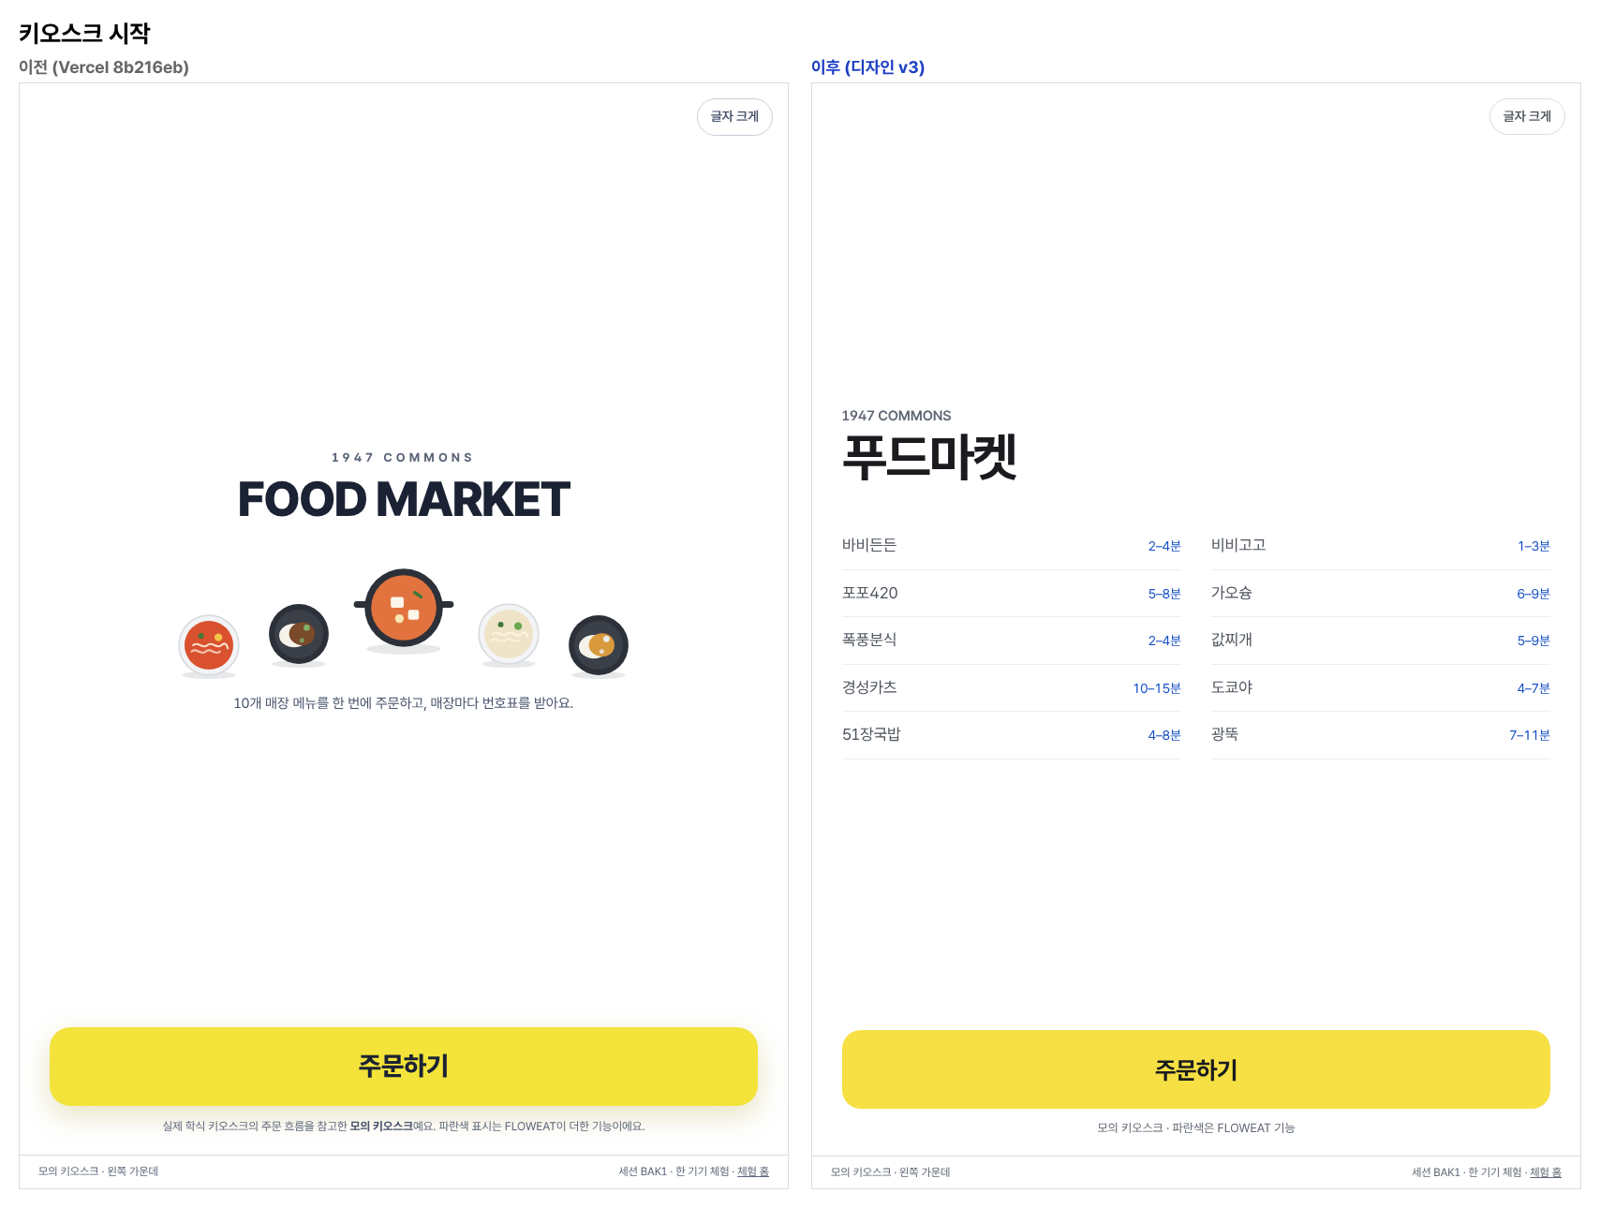 키오스크 시작
이전 (Vercel 8b216eb)
글자 크게
1947 COMMONS
FOOD MARKET
10개 매장 메뉴를 한 번에 주문하고, 매장마다 번호표를 받아요.
주문하기
실제 학식 키오스크의 주문 흐름을 참고한 모의 키오스크예요. 파란색 표시는 FLOWEAT이 더한 기능이에요.
모의 키오스크 · 왼쪽 가운데
세션 BAK1 · 한 기기 체험 · 체험 홈
이후 (디자인 v3)
글자 크게
1947 COMMONS
푸드마켓
바비든든 2–4분
비비고고 1–3분
포포420 5–8분
가오슝 6–9분
폭풍분식 2–4분
값찌개 5–9분
경성카츠 10–15분
도쿄야 4–7분
51장국밥 4–8분
광뚝 7–11분
주문하기
모의 키오스크 · 파란색은 FLOWEAT 기능
모의 키오스크 · 왼쪽 가운데
세션 BAK1 · 한 기기 체험 · 체험 홈